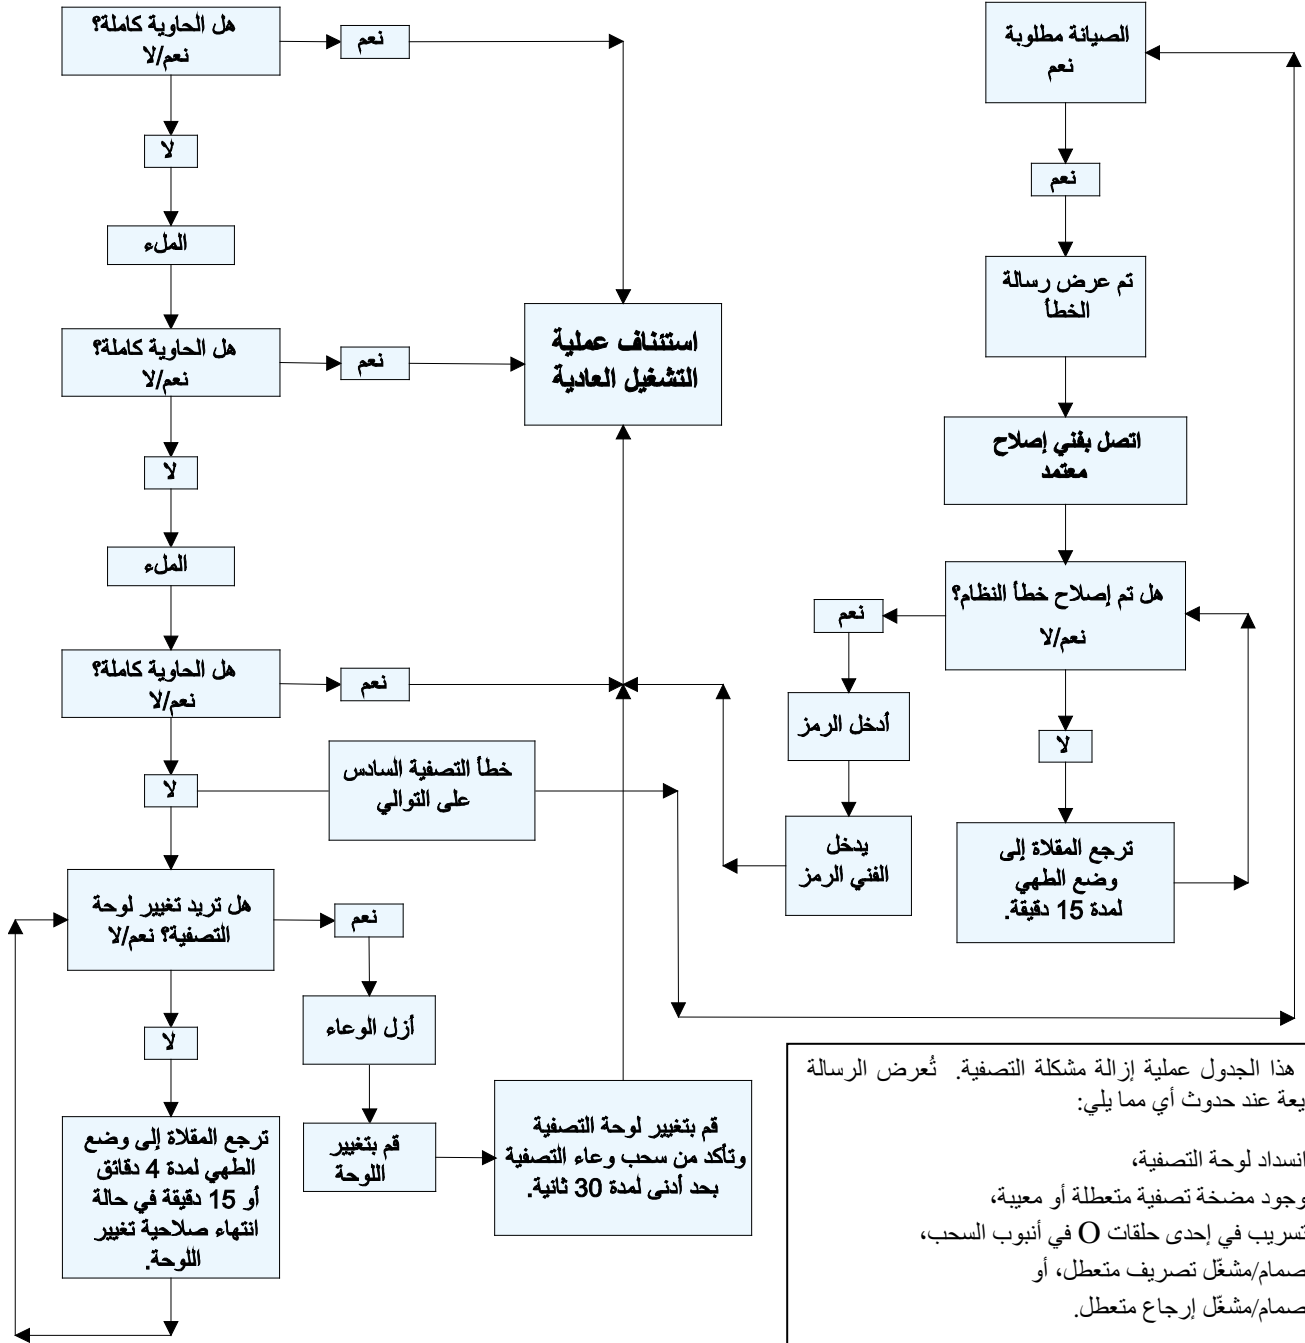 هل الحاوية كاملة؟
نعم/لا
نعم
لا
الملء
هل الحاوية كاملة؟
نعم/لا
نعم
لا
الملء
هل الحاوية كاملة؟
نعم/لا
نعم
لا
خطأ التصفية السادس
على التوالي
هل تريد تغيير لوحة
التصفية؟ نعم/لا
نعم
أزل الوعاء
قم بتغيير
اللوحة
قم بتغيير لوحة التصفية
وتأكد من سحب وعاء التصفية
بحد أدنى لمدة 30 ثانية.
لا
ترجع المقلاة إلى وضع
الطهي لمدة 4 دقائق
أو 15 دقيقة في حالة
انتهاء صلاحية تغيير
اللوحة.
استئناف عملية
التشغيل العادية
الصيانة مطلوبة
نعم
نعم
تم عرض رسالة
الخطأ
اتصل بفني إصلاح
معتمد
هل تم إصلاح خطأ النظام؟
نعم/لا
نعم
أدخل الرمز
يدخل
الفني الرمز
لا
ترجع المقلاة إلى
وضع الطهي
لمدة 15 دقيقة.
هذا الجدول عملية إزالة مشكلة التصفية. تُعرض الرسالة
عند حدوث أي مما يلي:
انسداد لوحة التصفية،
وجود مضخة تصفية متعطلة أو معيبة،
تسريب في إحدى حلقات O في أنبوب السحب،
صمام/مشغّل تصريف متعطل، أو
صمام/مشغّل إرجاع متعطل.